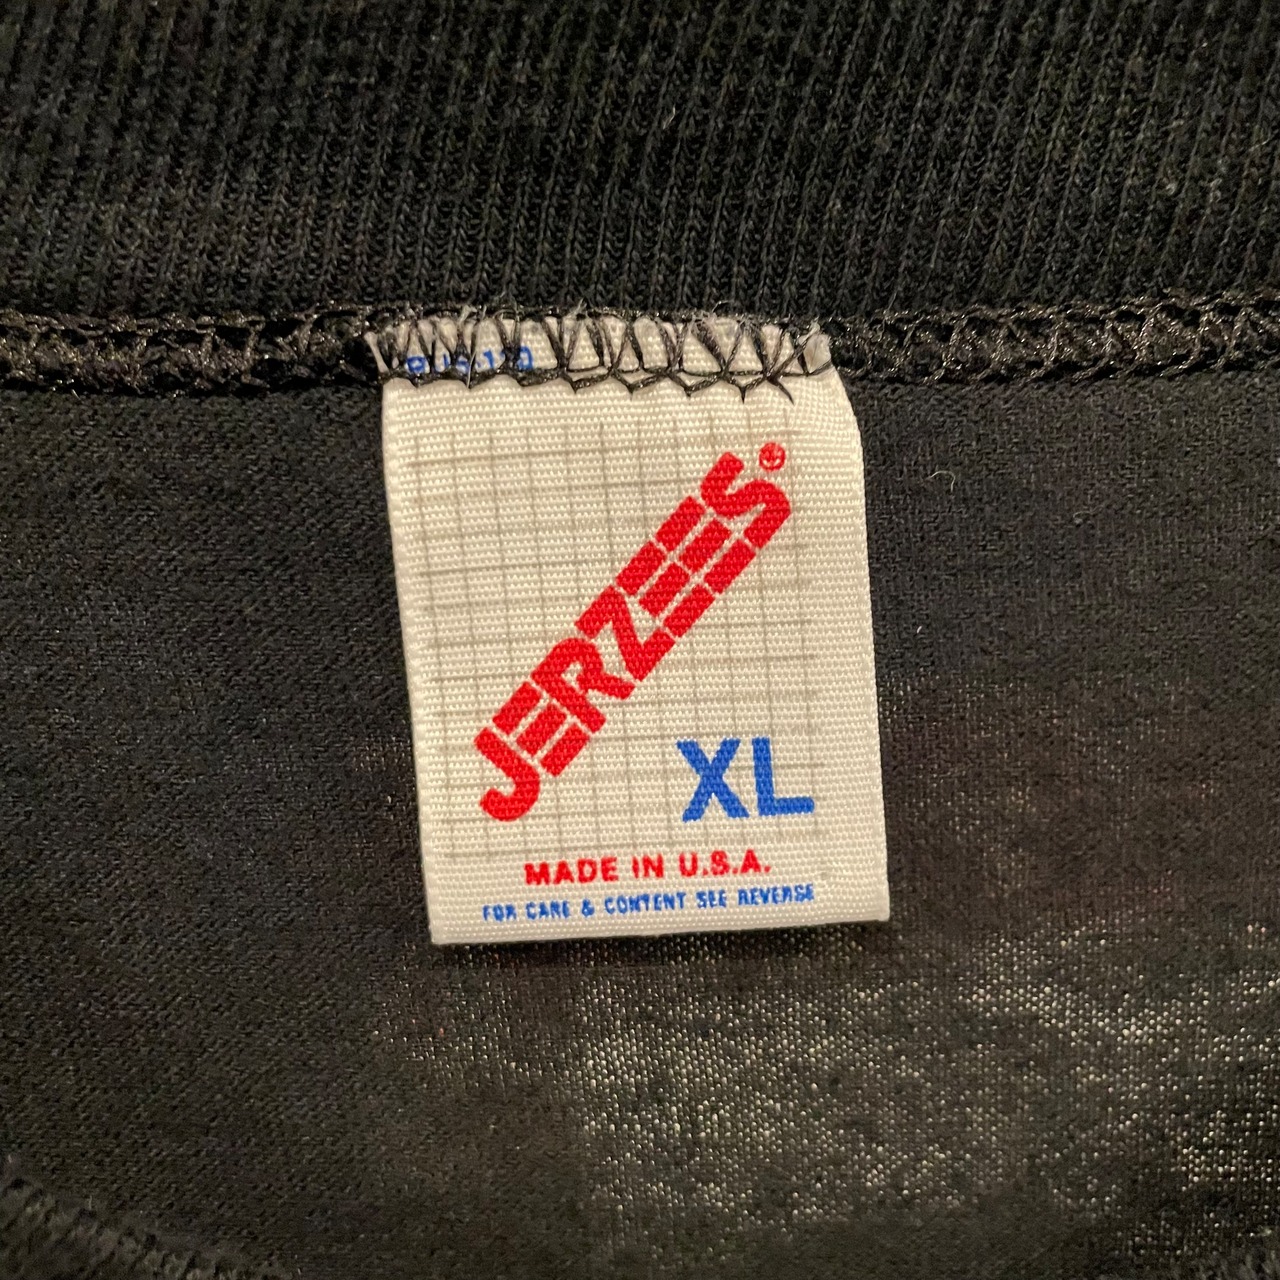 JERZEES®
XL
MADE IN U.S.A.
FOR CARE & CONTENT SEE REVERSE